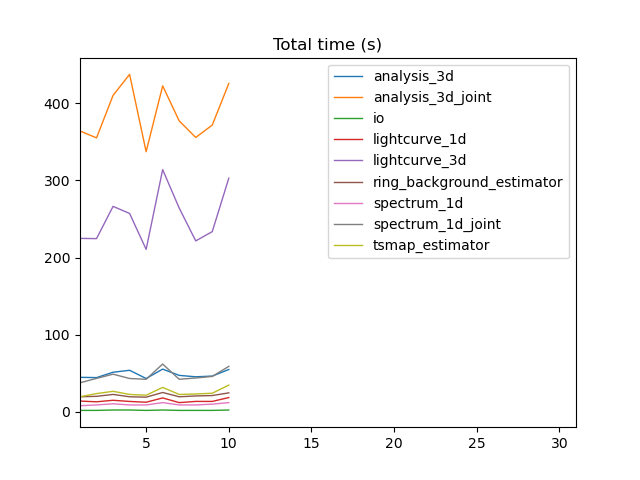 Total time (s)
400
300
200
100
0
5 10 15 20 25 30
analysis_3d
analysis_3d_joint
io
lightcurve_1d
lightcurve_3d
ring_background_estimator
spectrum_1d
spectrum_1d_joint
tsmap_estimator